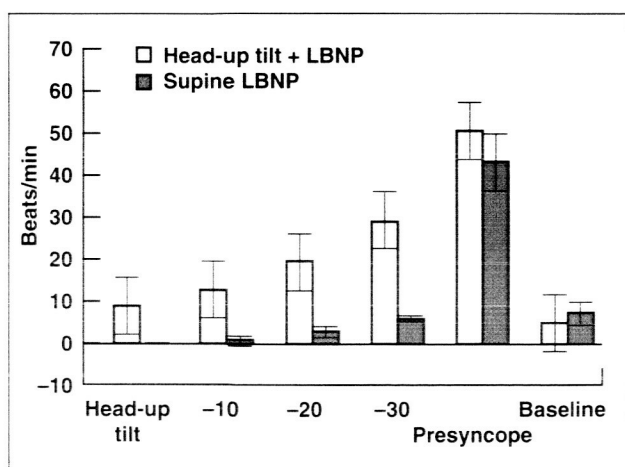 Beats/min
70
60
50
40
30
20
10
0
−10
Head-up tilt + LBNP
Supine LBNP
Head-up
tilt
−10
−20
−30
Presyncope
Baseline